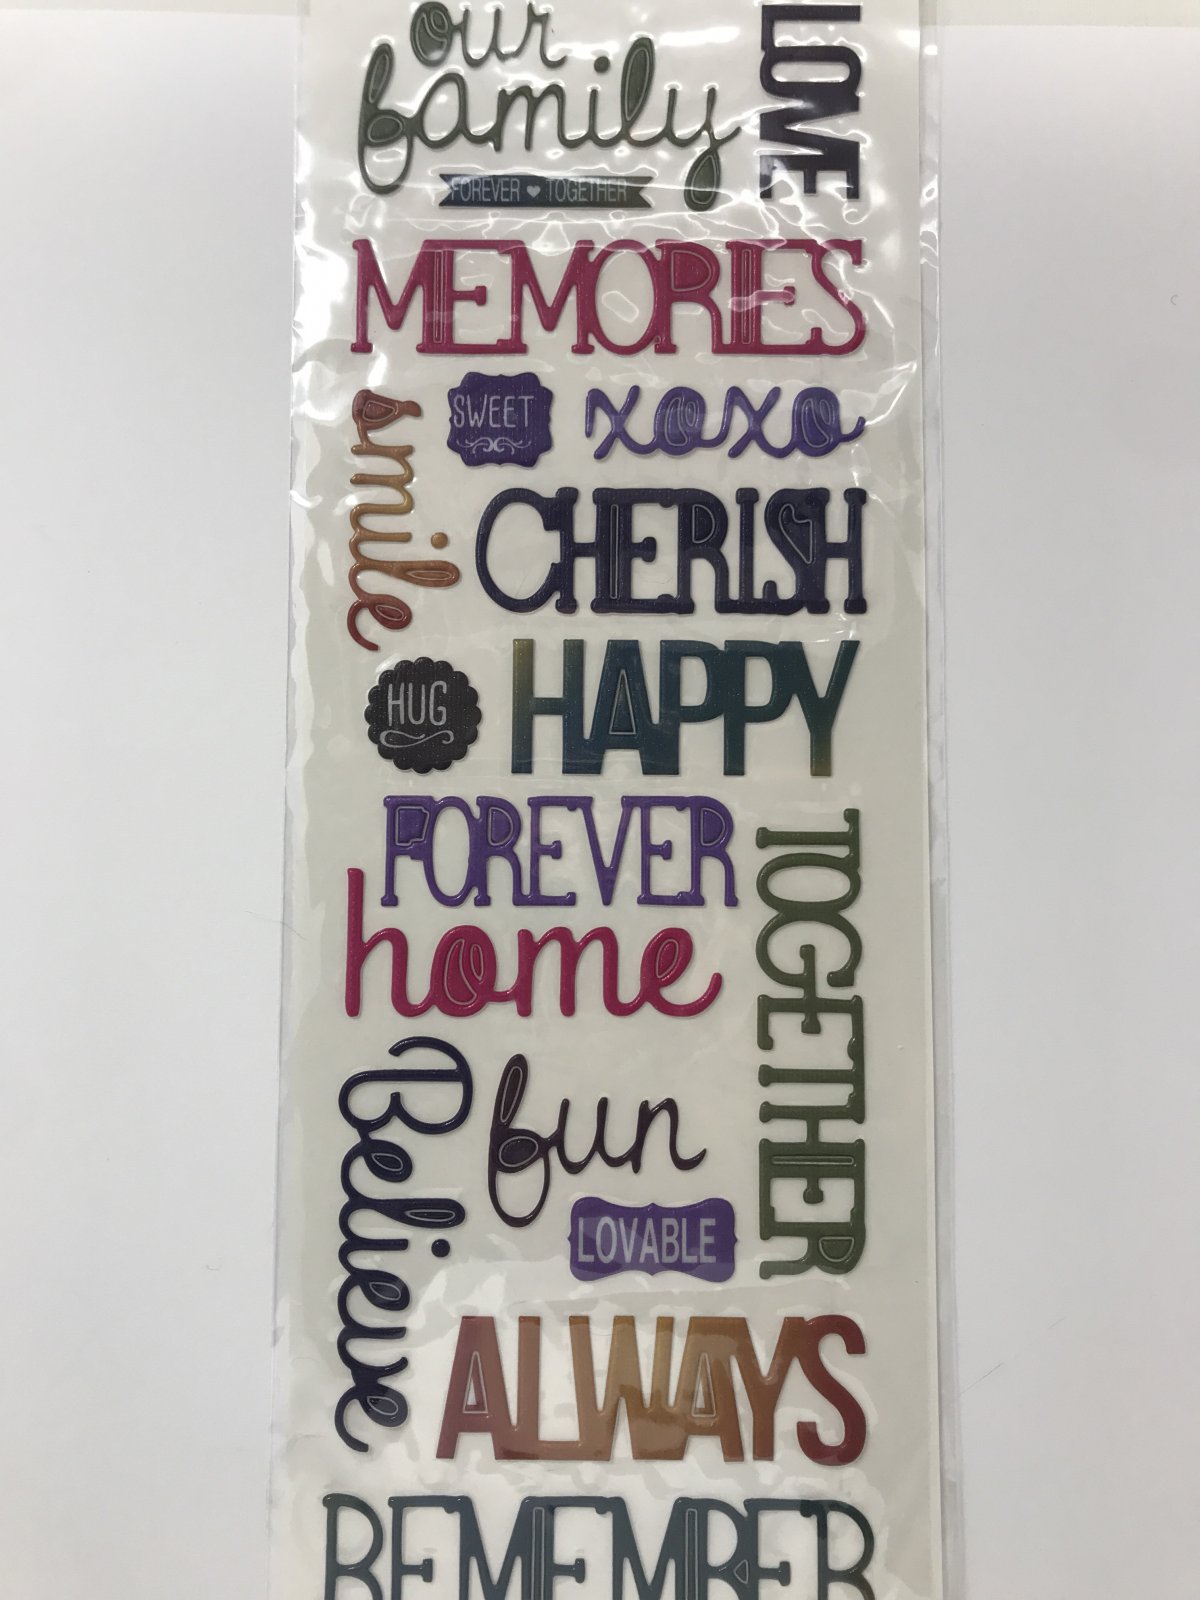 our
family
LOVE
FOREVER ♥ TOGETHER
MEMORIES
smile
SWEET
xoxo
CHERISH
HUG
HAPPY
FOREVER
TOGETHER
home
Believe
fun
LOVABLE
ALWAYS
REMEMBER